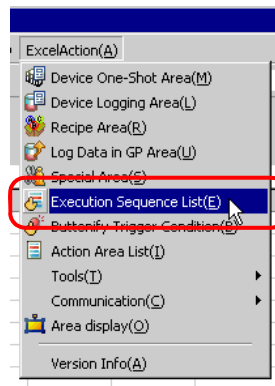 ExcelAction(A)
Device One-Shot Area(M)
Device Logging Area(L)
Recipe Area(R)
Log Data in GP Area(U)
Special Area(S)
Execution Sequence List(E)
Buttonify Trigger Condition(B)
Action Area List(I)
Tools(T)
Communication(C)
Area display(O)
Version Info(A)